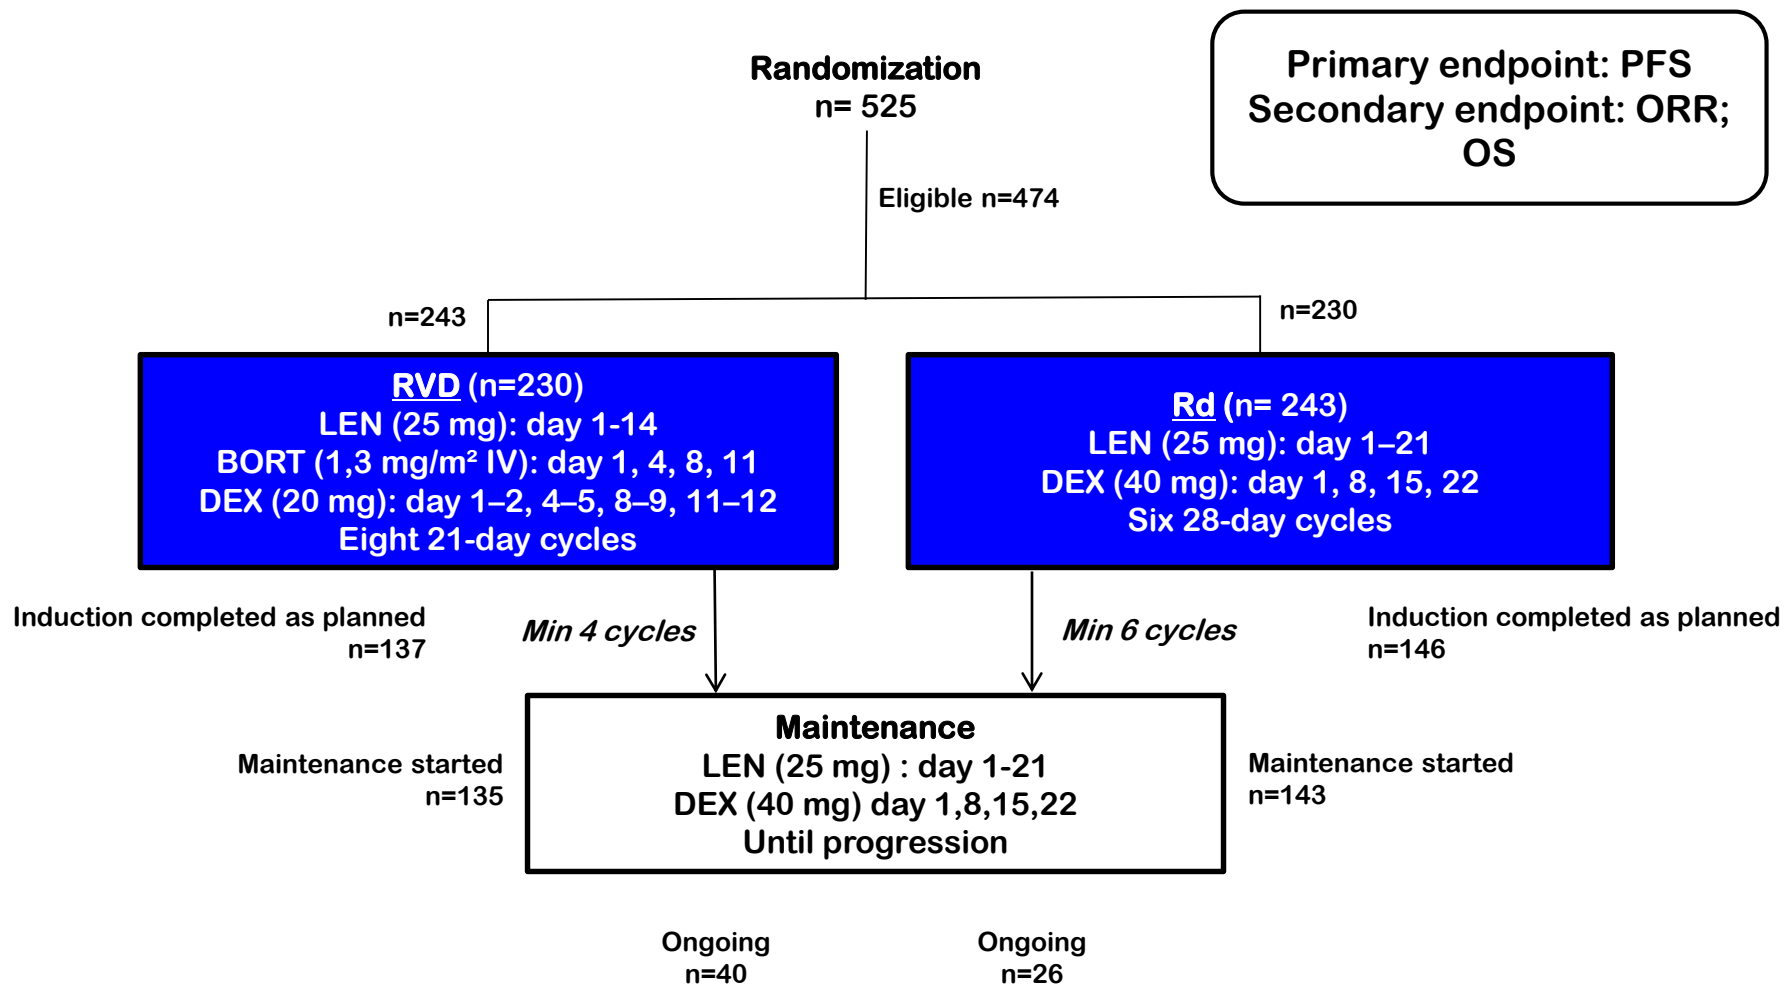 Primary endpoint: PFS
Secondary endpoint: ORR;
OS
Randomization
n= 525
Eligible n=474
n=243
n=230
RVD (n=230)
LEN (25 mg): day 1-14
BORT (1,3 mg/m² IV): day 1, 4, 8, 11
DEX (20 mg): day 1–2, 4–5, 8–9, 11–12
Eight 21-day cycles
Rd (n= 243)
LEN (25 mg): day 1–21
DEX (40 mg): day 1, 8, 15, 22
Six 28-day cycles
Induction completed as planned
n=137
Min 4 cycles
Min 6 cycles
Induction completed as planned
n=146
Maintenance started
n=135
Maintenance
LEN (25 mg) : day 1-21
DEX (40 mg) day 1,8,15,22
Until progression
Maintenance started
n=143
Ongoing
n=40
Ongoing
n=26